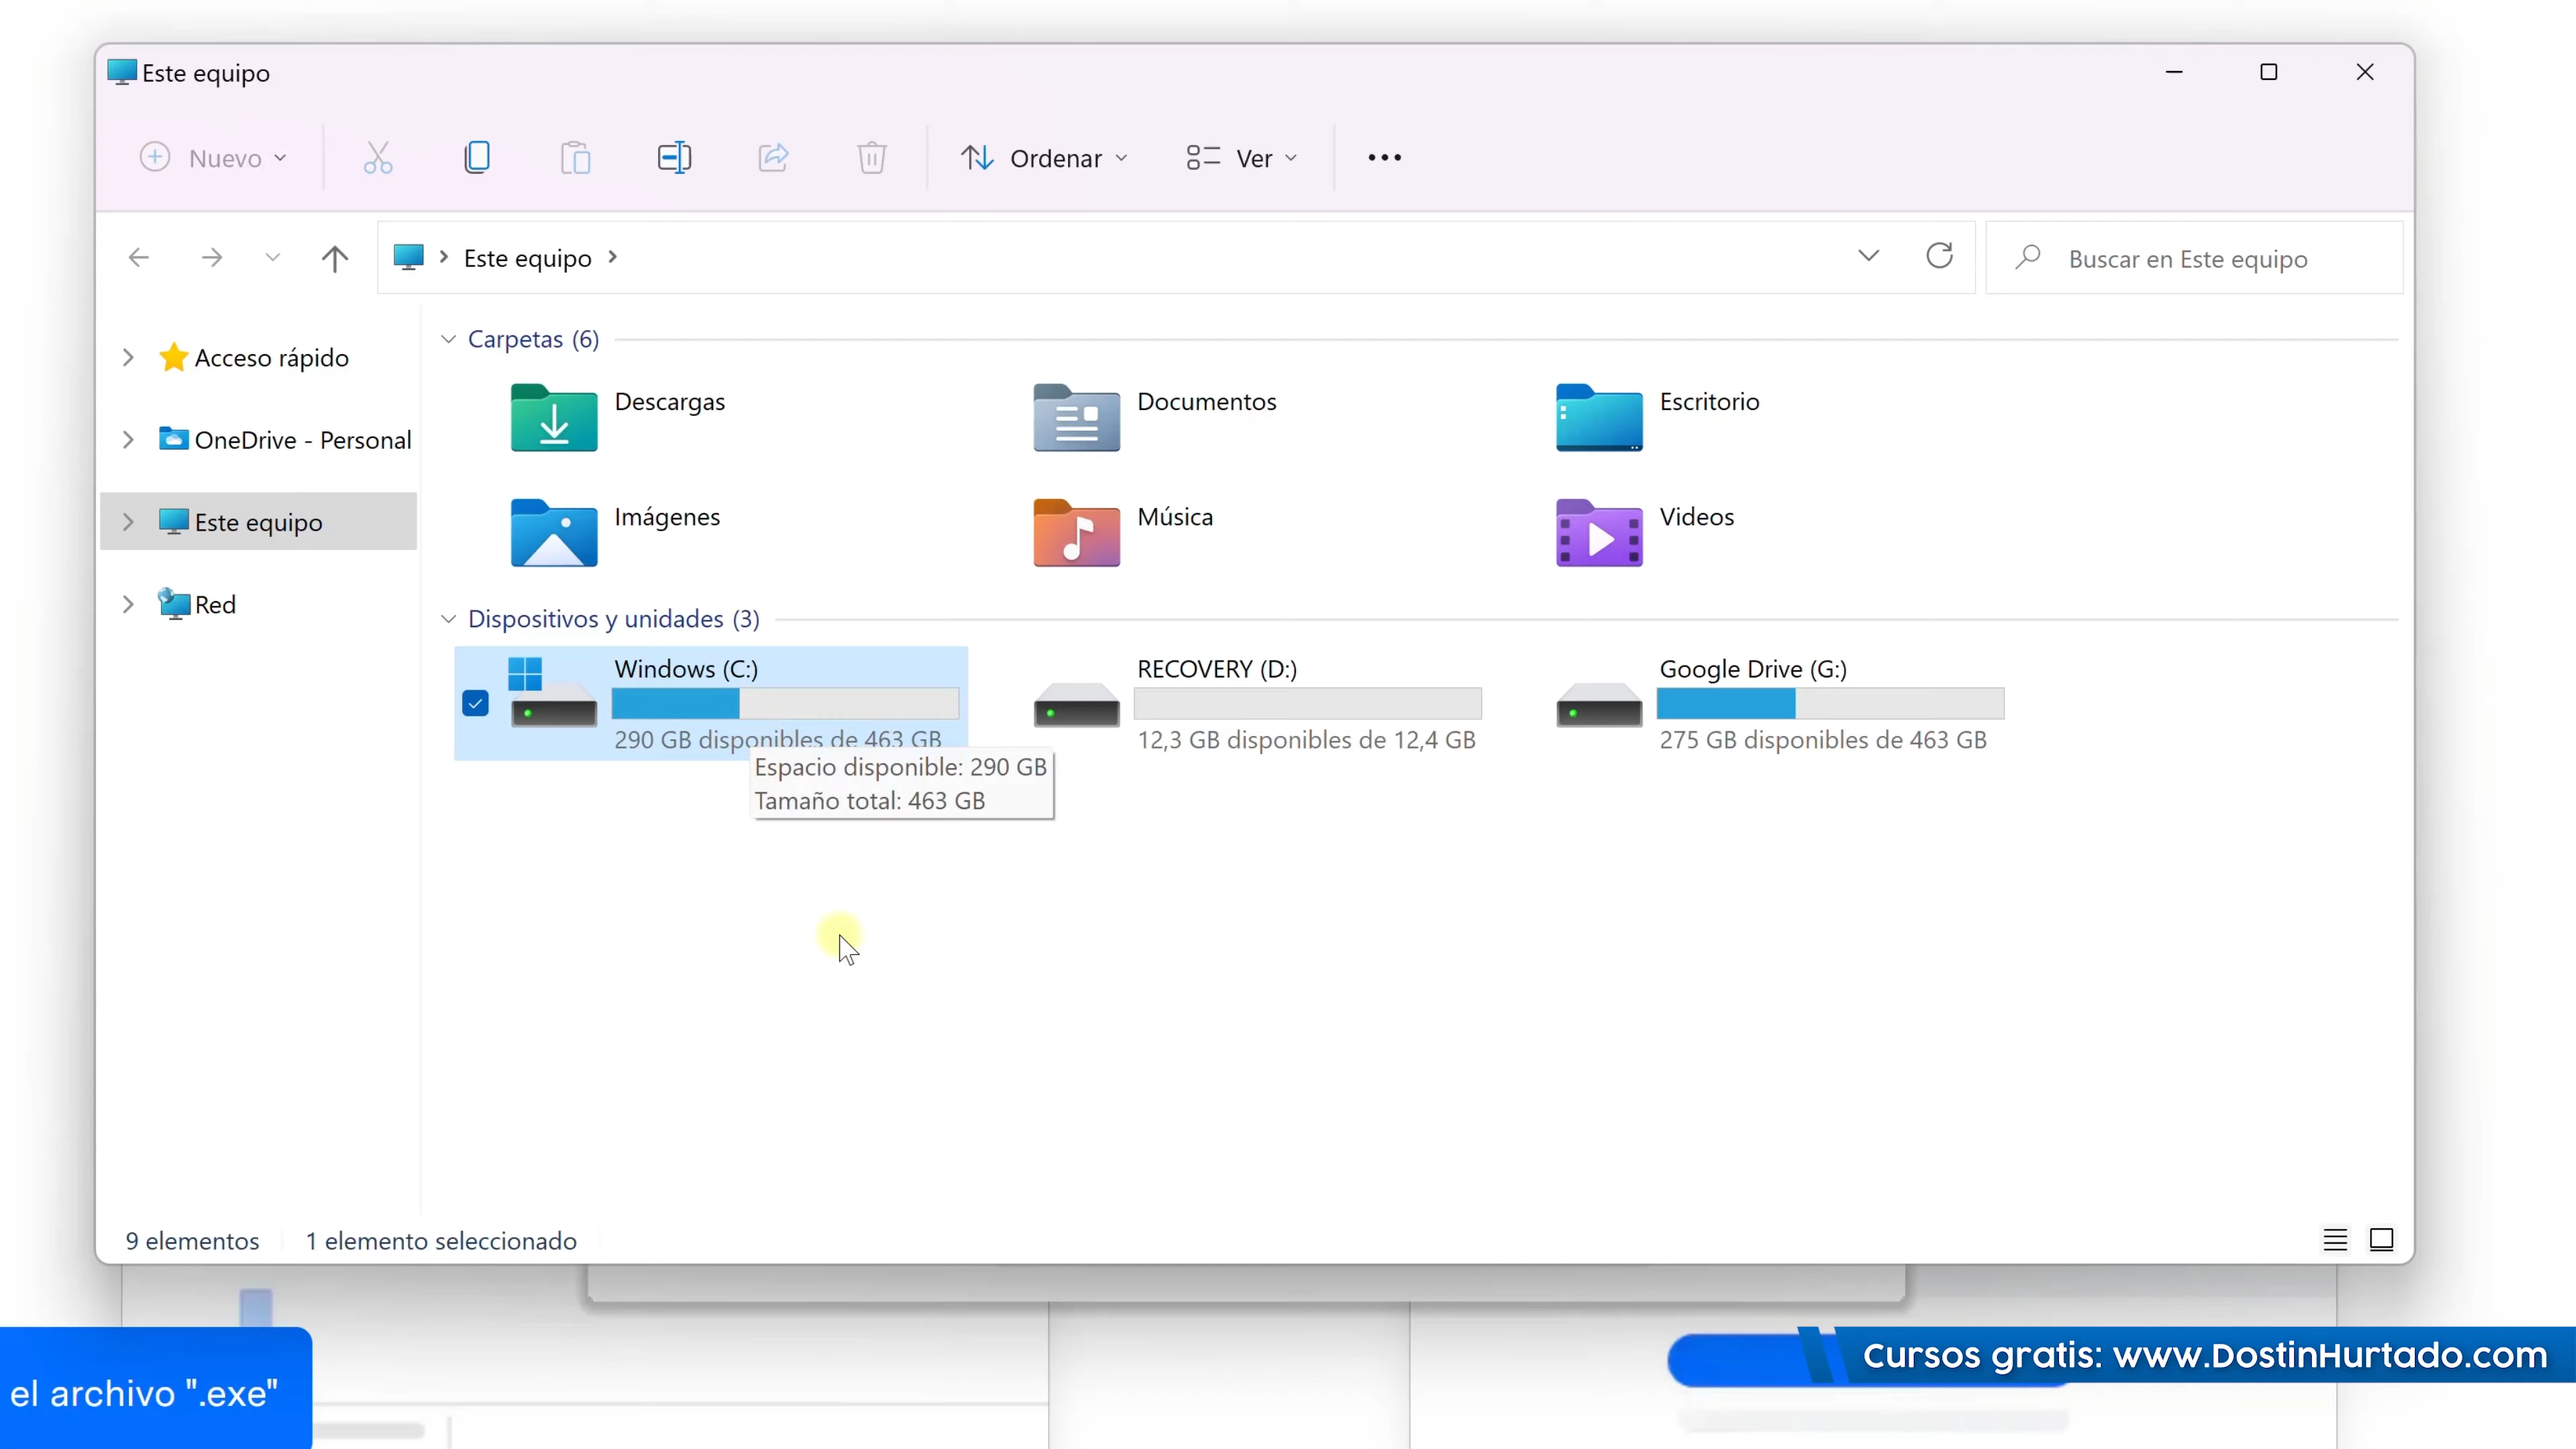 Este equipo
Nuevo
Ordenar
Ver
Este equipo
Buscar en Este equipo
Acceso rápido
OneDrive - Personal
Este equipo
Red
Carpetas (6)
Descargas
Documentos
Escritorio
Imágenes
Música
Videos
Dispositivos y unidades (3)
Windows (C:)
290 GB disponibles de 463 GB
RECOVERY (D:)
12,3 GB disponibles de 12,4 GB
Google Drive (G:)
275 GB disponibles de 463 GB
Espacio disponible: 290 GB
Tamaño total: 463 GB
9 elementos
1 elemento seleccionado
el archivo ".exe"
Cursos gratis: www.DostinHurtado.com